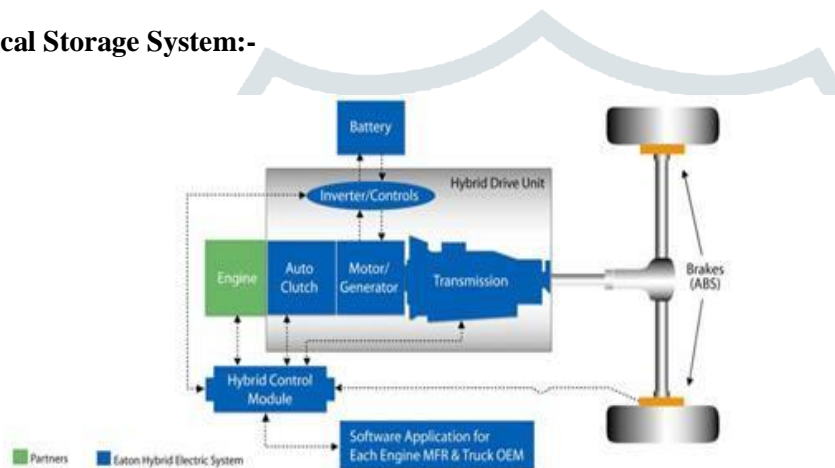 cal Storage System:-
Battery
Hybrid Drive Unit
Inverter/Controls
Engine
Auto
Clutch
Motor/
Generator
Transmission
Brakes
(ABS)
Hybrid Control
Module
Software Application for
Each Engine MFR & Truck OEM
Partners
Eaton Hybrid Electric System